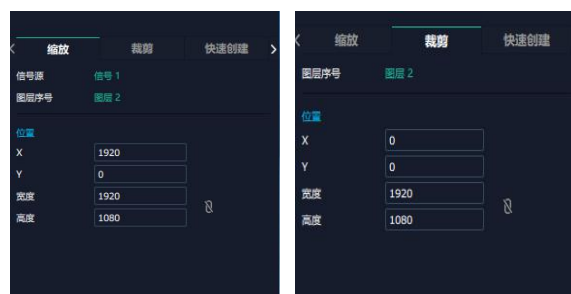 缩放 裁剪 快速创建
信号源 信号 1
图层序号 图层 2
位置
X 1920
Y 0
宽度 1920
高度 1080
缩放 裁剪 快速创建
图层序号 图层 2
位置
X 0
Y 0
宽度 1920
高度 1080